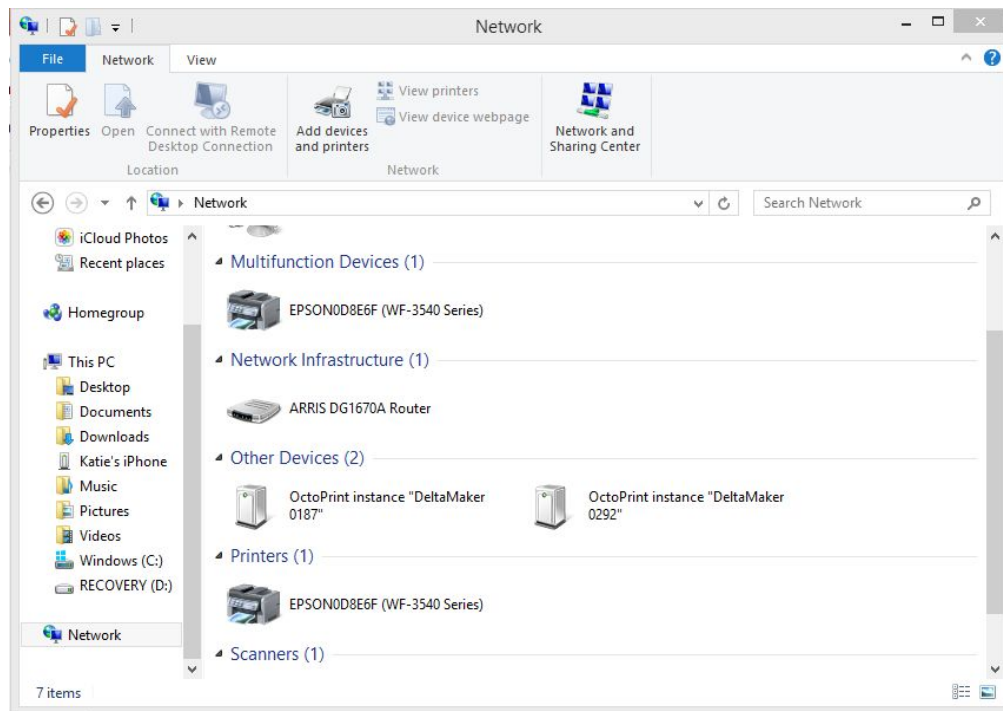 Network
File Network View
Properties Open Connect with Remote Desktop Connection Add devices and printers View printers View device webpage Network and Sharing Center
Location Network
Network Search Network
iCloud Photos
Recent places
Homegroup
This PC
Desktop
Documents
Downloads
Katie's iPhone
Music
Pictures
Videos
Windows (C:)
RECOVERY (D:)
Network
Multifunction Devices (1)
EPSON0D8E6F (WF-3540 Series)
Network Infrastructure (1)
ARRIS DG1670A Router
Other Devices (2)
OctoPrint instance "DeltaMaker
0187"
OctoPrint instance "DeltaMaker
0292"
Printers (1)
EPSON0D8E6F (WF-3540 Series)
Scanners (1)
7 items